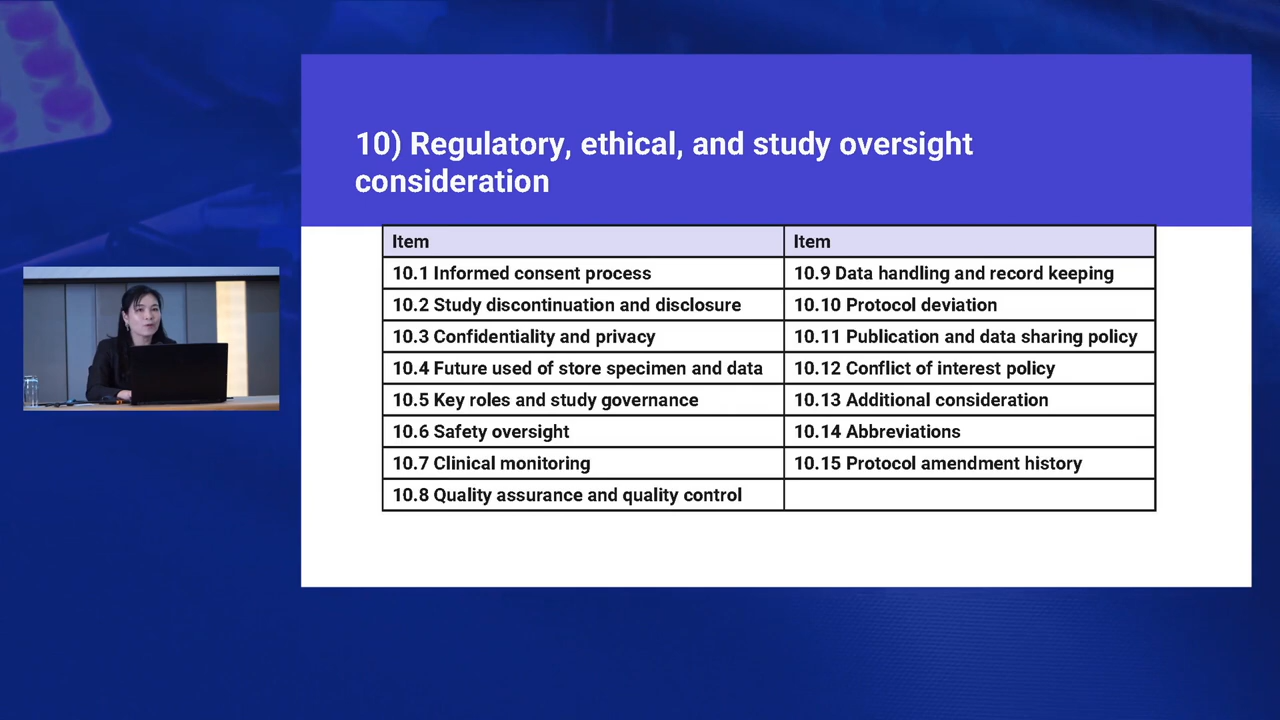 10) Regulatory, ethical, and study oversight
consideration
Item
Item
10.1 Informed consent process
10.9 Data handling and record keeping
10.2 Study discontinuation and disclosure
10.10 Protocol deviation
10.3 Confidentiality and privacy
10.11 Publication and data sharing policy
10.4 Future used of store specimen and data
10.12 Conflict of interest policy
10.5 Key roles and study governance
10.13 Additional consideration
10.6 Safety oversight
10.14 Abbreviations
10.7 Clinical monitoring
10.15 Protocol amendment history
10.8 Quality assurance and quality control